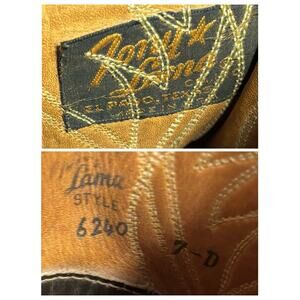 Tony★
Lama
EL PASO, TEXAS
Lama
STYLE
6240
7-D